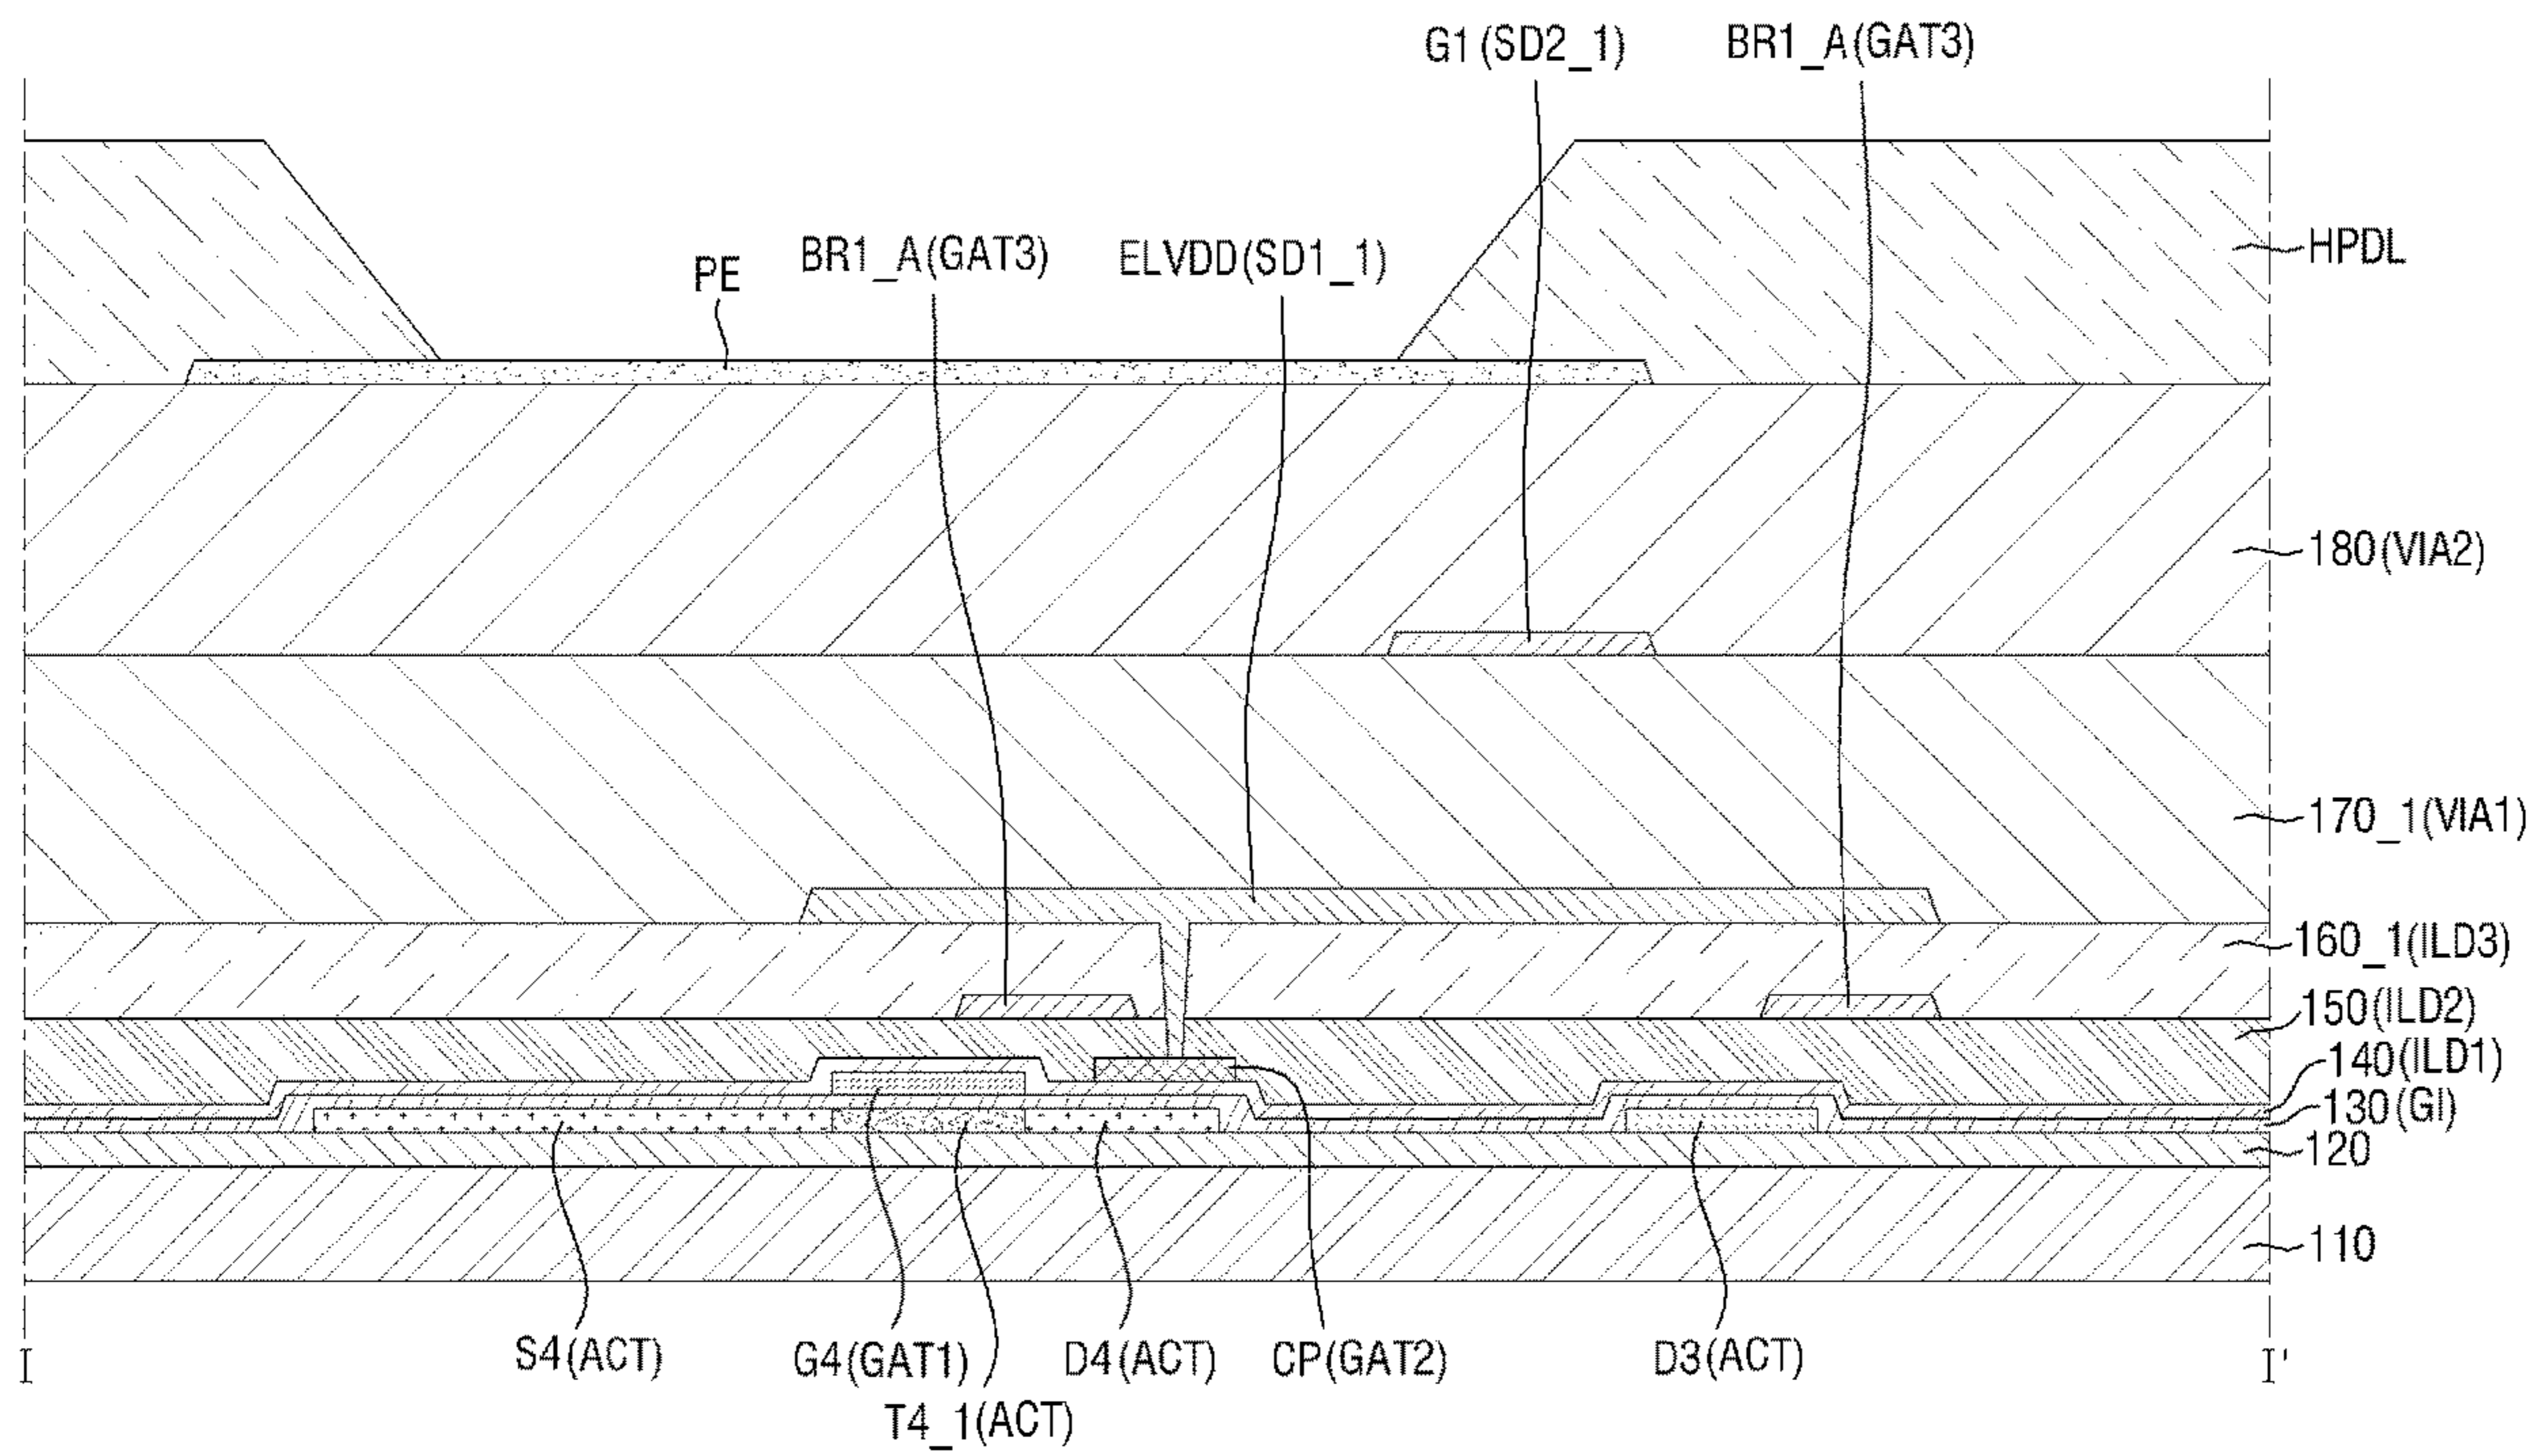 G1(SD2_1)
BR1_A(GAT3)
PE
BR1_A(GAT3)
ELVDD(SD1_1)
HPDL
180(VIA2)
170_1(VIA1)
160_1(ILD3)
150(ILD2)
140(ILD1)
130(GI)
120
110
S4(ACT)
G4(GAT1)
T4_1(ACT)
D4(ACT)
CP(GAT2)
D3(ACT)
I
I'